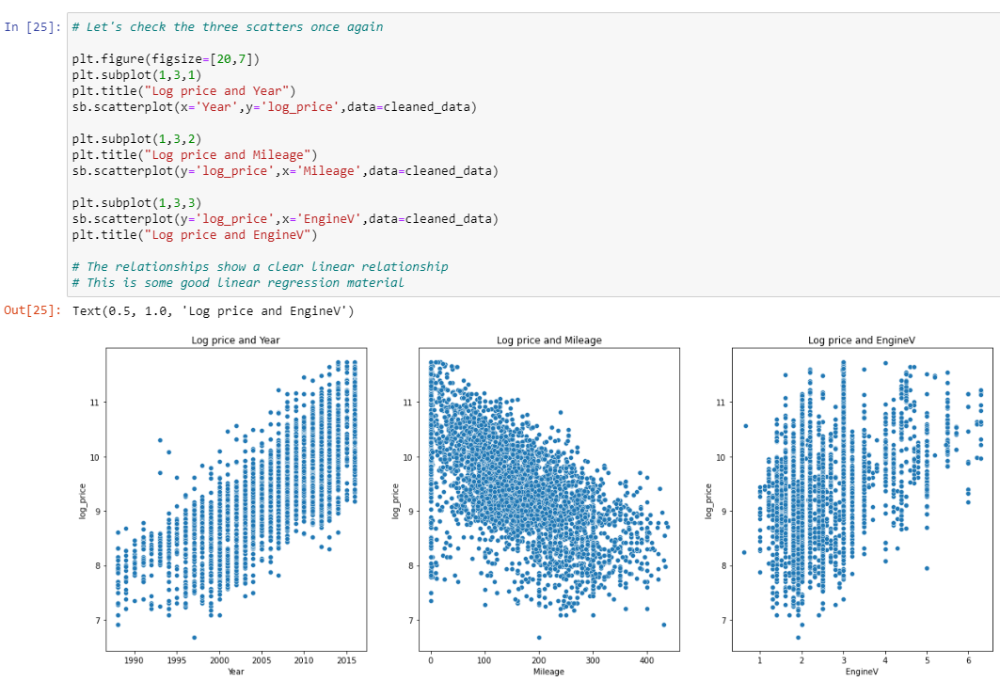 In [25]: # Let's check the three scatters once again
plt.figure(figsize=[20,7])
plt.subplot(1,3,1)
plt.title("Log price and Year")
sb.scatterplot(x='Year',y='log_price',data=cleaned_data)
plt.subplot(1,3,2)
plt.title("Log price and Mileage")
sb.scatterplot(y='log_price',x='Mileage',data=cleaned_data)
plt.subplot(1,3,3)
sb.scatterplot(y='log_price',x='EngineV',data=cleaned_data)
plt.title("Log price and EngineV")
# The relationships show a clear linear relationship
# This is some good linear regression material
Out[25]: Text(0.5, 1.0, 'Log price and EngineV')
Log price and Year
11
10
9
8
7
log_price
1990 1995 2000 2005 2010 2015
Year
Log price and Mileage
11
10
9
8
7
log_price
0 100 200 300 400
Mileage
Log price and EngineV
11
10
9
8
7
log_price
1 2 3 4 5 6
EngineV